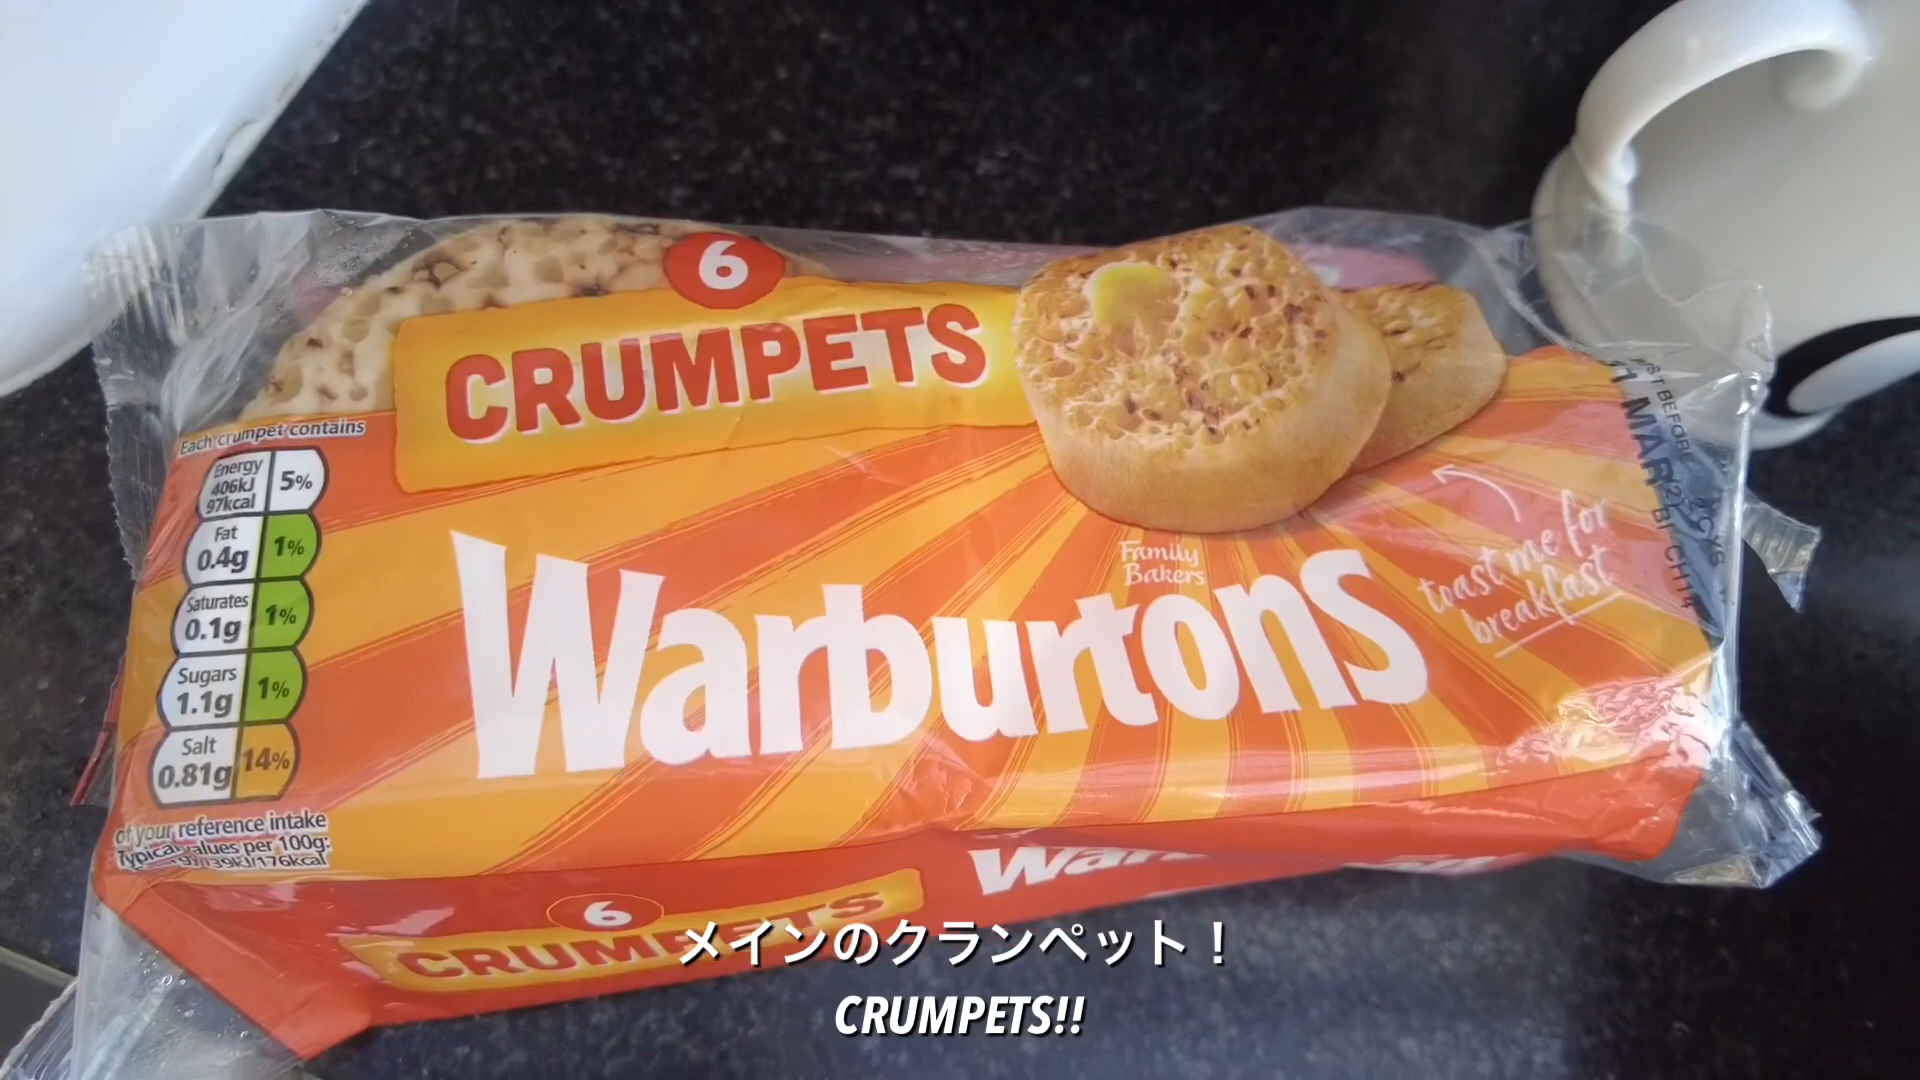 6
CRUMPETS
Each crumpet contains
Energy
406kJ
97kcal
5%
Fat
0.4g
1%
Saturates
0.1g
1%
Sugars
1.1g
1%
Salt
0.81g
14%
of your reference intake
Typical values per 100g:
Family
Bakers
Warburtons
toast me for
breakfast
MAR
6
CRUMPETS
メインのクランペット！
CRUMPETS!!